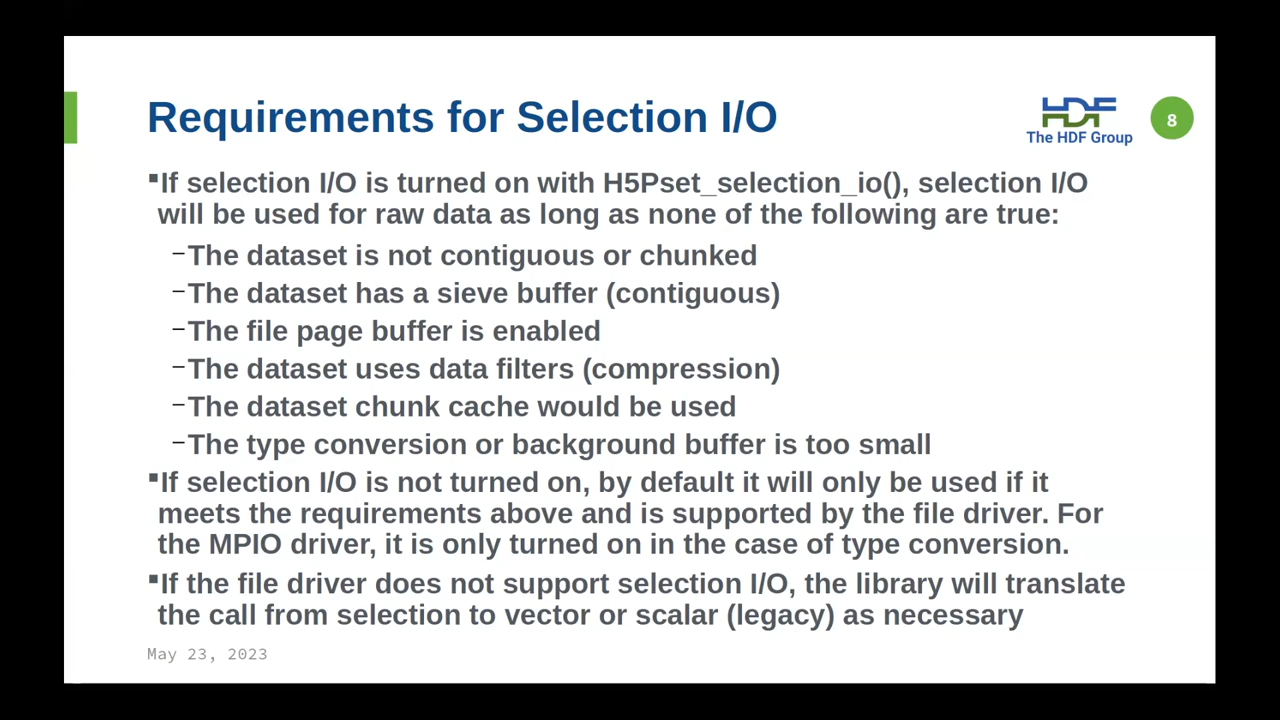 Requirements for Selection I/O
HDF
The HDF Group
8
▪If selection I/O is turned on with H5Pset_selection_io(), selection I/O
will be used for raw data as long as none of the following are true:
–The dataset is not contiguous or chunked
–The dataset has a sieve buffer (contiguous)
–The file page buffer is enabled
–The dataset uses data filters (compression)
–The dataset chunk cache would be used
–The type conversion or background buffer is too small
▪If selection I/O is not turned on, by default it will only be used if it
meets the requirements above and is supported by the file driver. For
the MPIO driver, it is only turned on in the case of type conversion.
▪If the file driver does not support selection I/O, the library will translate
the call from selection to vector or scalar (legacy) as necessary
May 23, 2023